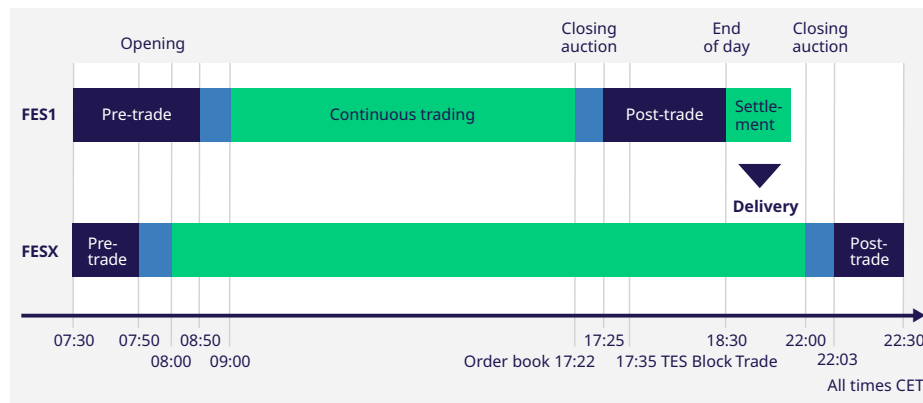 Opening
Closing
auction
End
of day
Closing
auction
FES1
Pre-trade
Continuous trading
Post-trade
Settle-
ment
Delivery
FESX
Pre-
trade
Post-
trade
07:30 07:50 08:50 17:25 18:30 22:00 22:30
08:00 09:00 Order book 17:22 17:35 TES Block Trade 22:03
All times CET